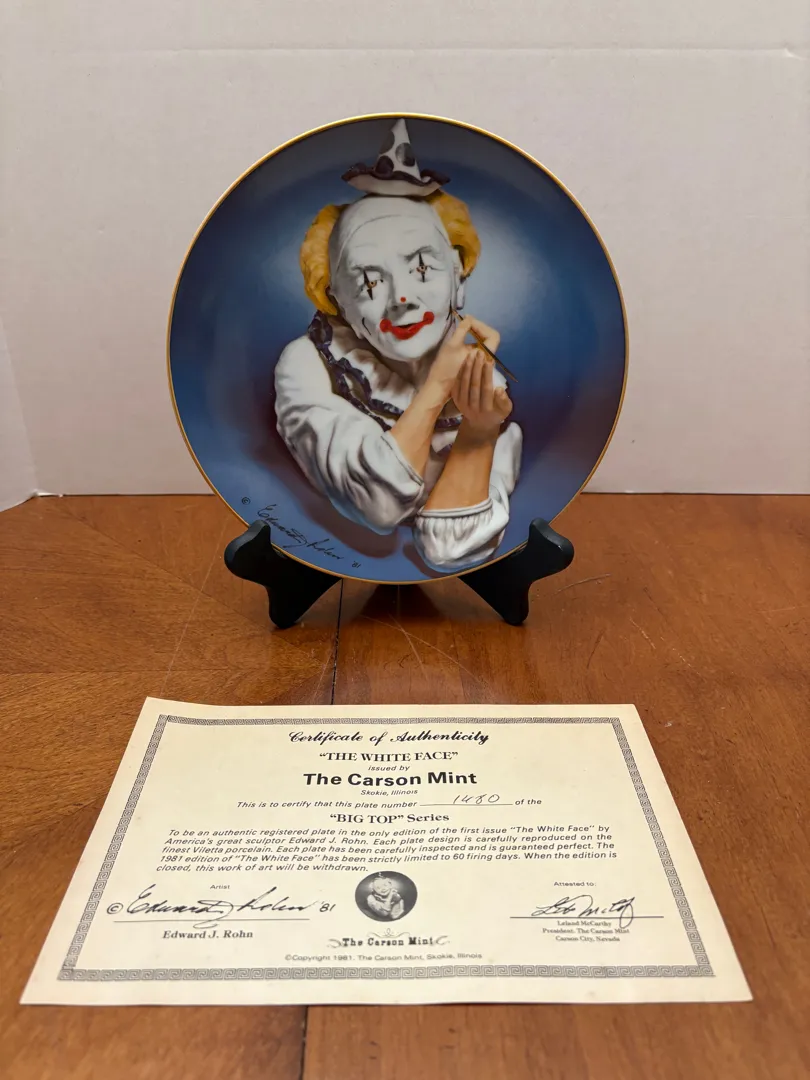 © Edward J. Rohn '81
Certificate of Authenticity
"THE WHITE FACE"
issued by
The Carson Mint
Skokie, Illinois
This is to certify that this plate number 1480 of the
"BIG TOP" Series
To be an authentic registered plate in the only edition of the first issue "The White Face" by
America's great sculptor Edward J. Rohn. Each plate design is carefully reproduced on the
finest Viletta porcelain. Each plate has been carefully inspected and is guaranteed perfect. The
1981 edition of "The White Face" has been strictly limited to 60 firing days. When the edition is
closed, this work of art will be withdrawn.
Artist
© Edward J. Rohn '81
Edward J. Rohn
The Carson Mint
Attested to:
Leland McCarthy
President. The Carson Mint
Carson City, Nevada
©Copyright 1981. The Carson Mint, Skokie, Illinois